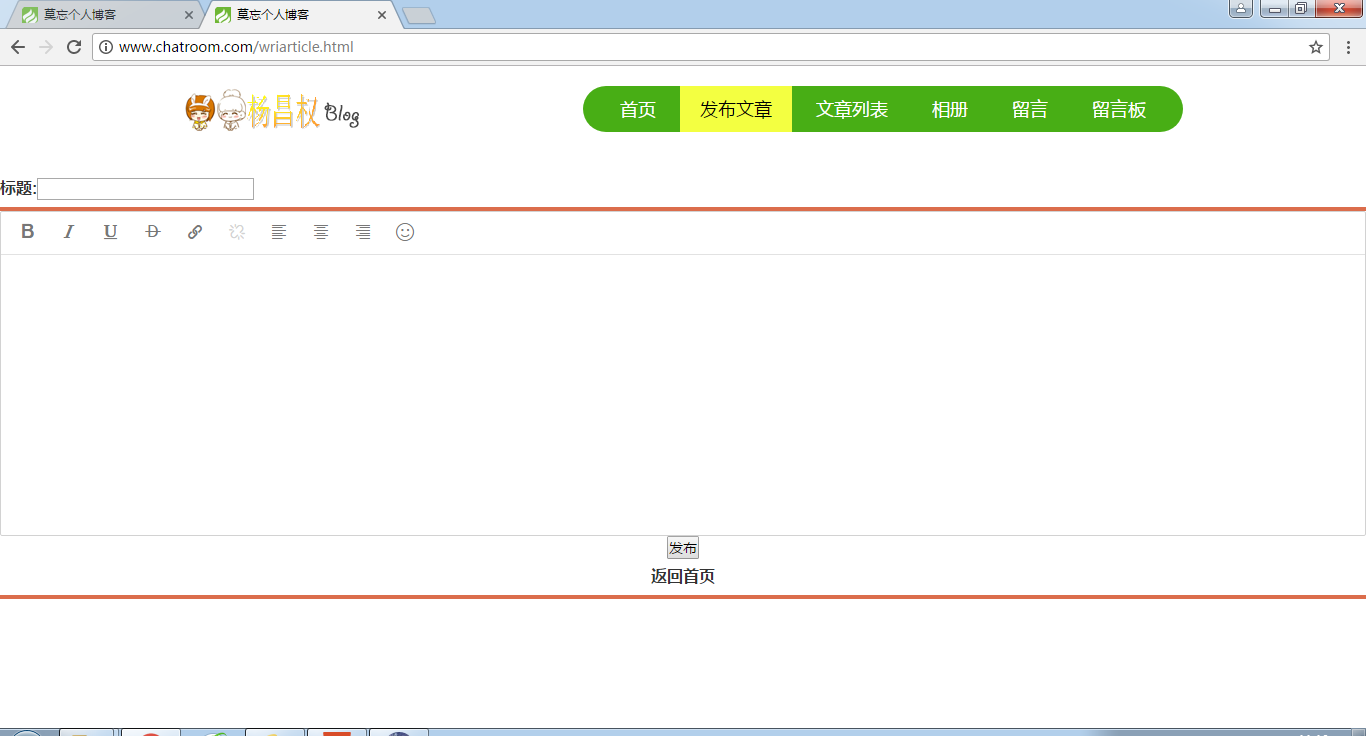 莫忘个人博客
莫忘个人博客
www.chatroom.com/wriarticle.html
杨昌权 Blog
首页 发布文章 文章列表 相册 留言 留言板
标题:
B I U D
发布
返回首页